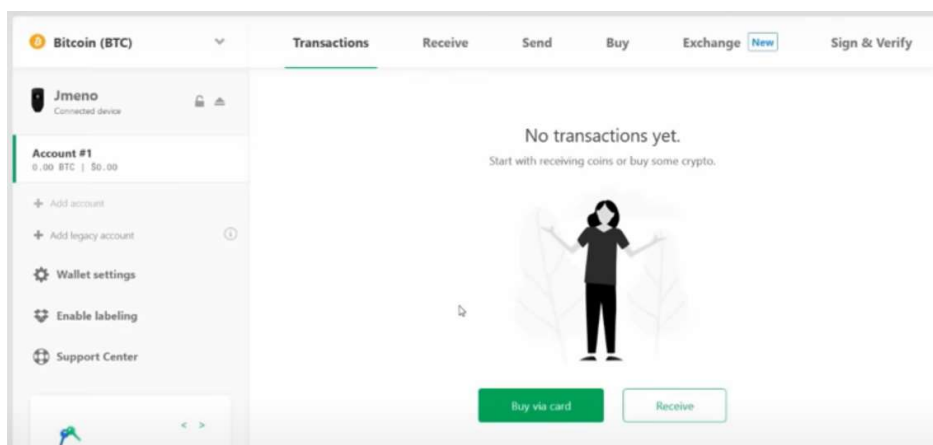 Bitcoin (BTC)
Transactions Receive Send Buy Exchange New Sign & Verify
Jmeno
Connected device
Account #1
0.00 BTC | $0.00
+ Add account
+ Add legacy account
Wallet settings
Enable labeling
Support Center
< >
No transactions yet.
Start with receiving coins or buy some crypto.
Buy via card Receive